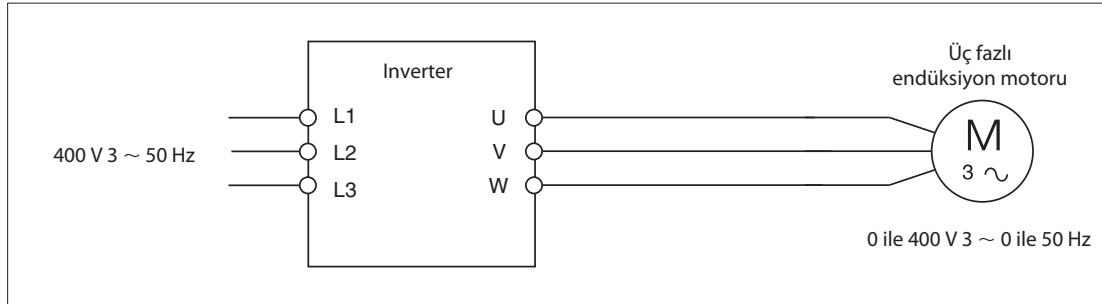 Inverter
L1
L2
L3
U
V
W
400 V 3 ~ 50 Hz
Üç fazlı
endüksiyon motoru
M
3 ~
0 ile 400 V 3 ~ 0 ile 50 Hz